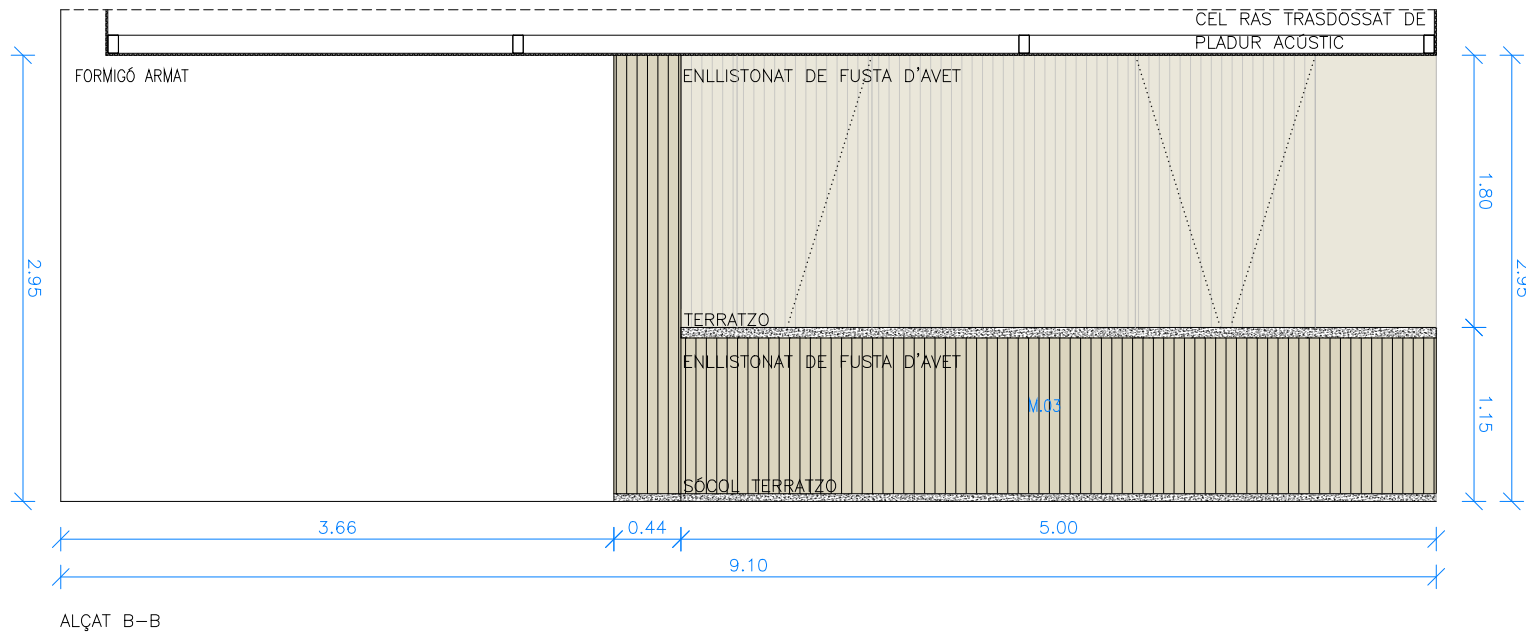 CEL RAS TRASDOSSAT DE
PLADUR ACÚSTIC
FORMIGÓ ARMAT
ENLLISTONAT DE FUSTA D'AVET
1.80
2.95
2.95
TERRATZO
ENLLISTONAT DE FUSTA D'AVET
M.03
1.15
SÒCOL TERRATZO
3.66
0.44
5.00
9.10
ALÇAT B-B